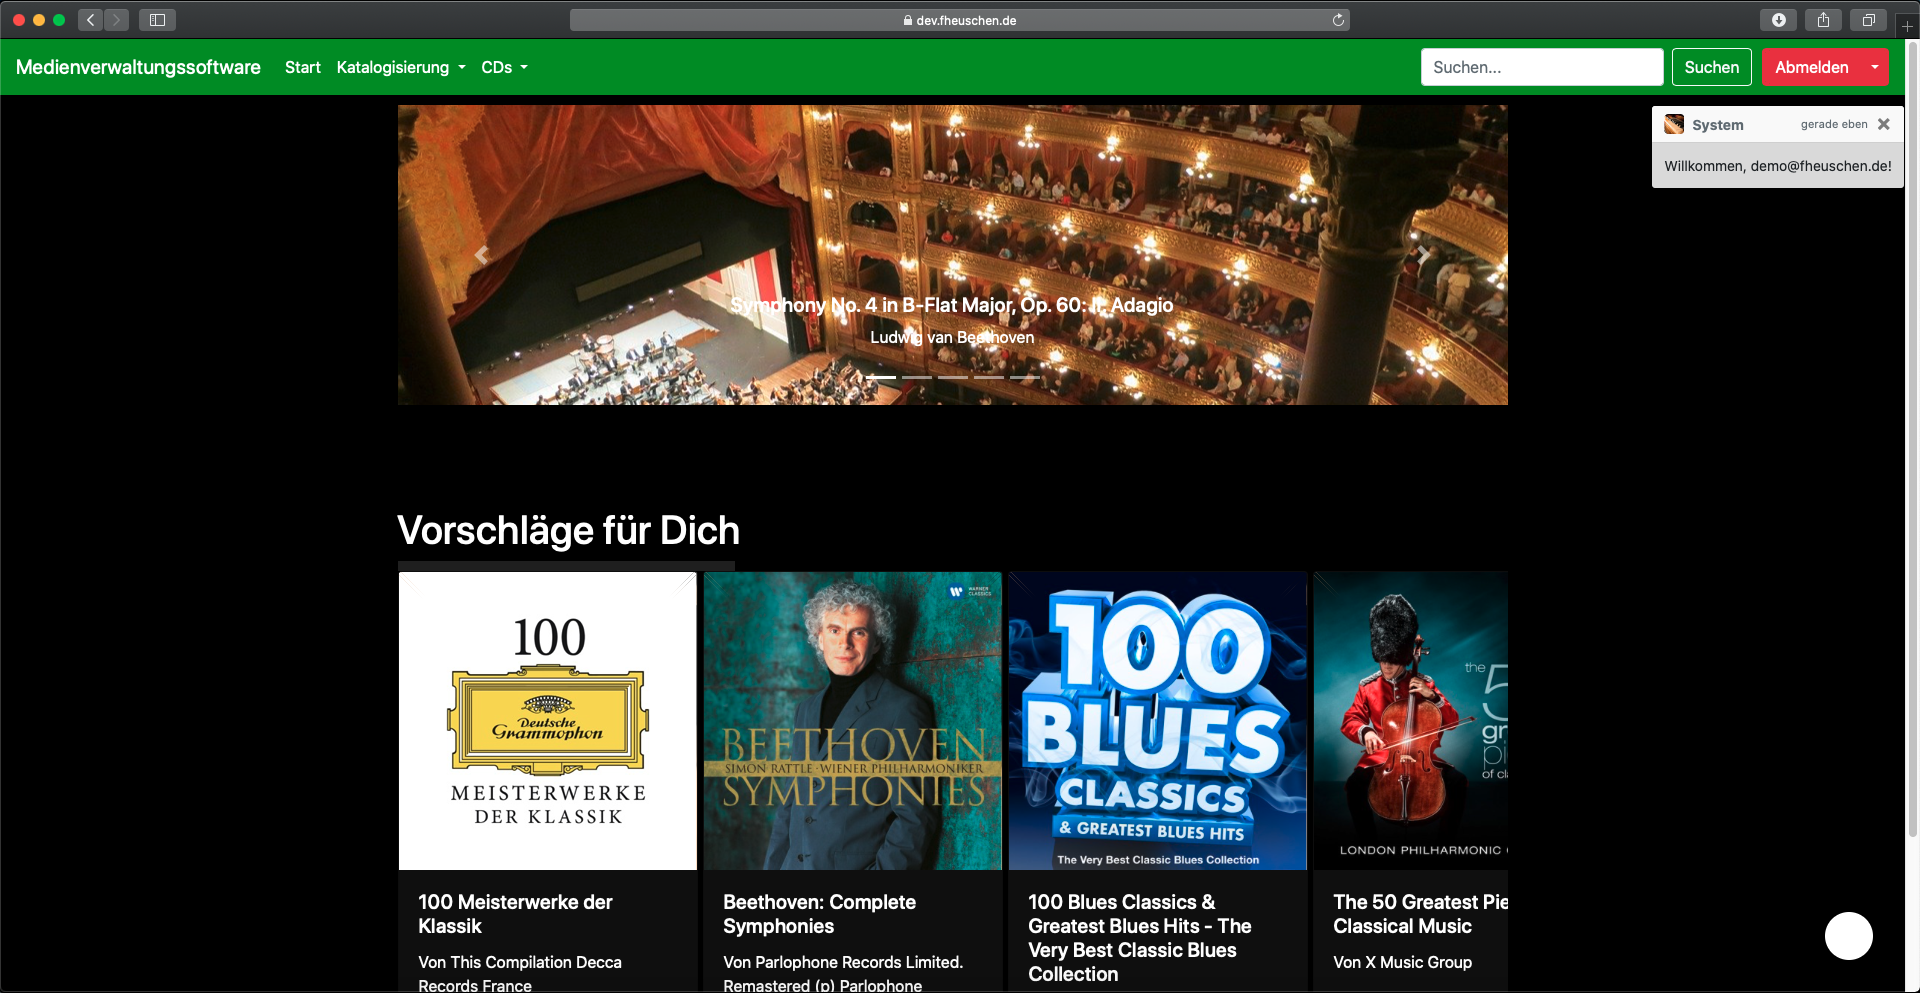 dev.fheuschen.de
Medienverwaltungssoftware
Start
Katalogisierung
CDs
Suchen...
Suchen
Abmelden
System
gerade eben
Willkommen, demo@fheuschen.de!
Symphony No. 4 in B-Flat Major, Op. 60: II. Adagio
Ludwig van Beethoven
Vorschläge für Dich
100
Deutsche
Grammophon
MEISTERWERKE
DER KLASSIK
WARNER
CLASSICS
BEETHOVEN
SIMON RATTLE · WIENER PHILHARMONIKER
SYMPHONIES
100
BLUES
CLASSICS
& GREATEST BLUES HITS
The Very Best Classic Blues Collection
the
5
gr
pi
of cla
LONDON PHILHARMONIC
100 Meisterwerke der
Klassik
Von This Compilation Decca
Records France
Beethoven: Complete
Symphonies
Von Parlophone Records Limited.
Remastered (p) Parlophone
100 Blues Classics &
Greatest Blues Hits - The
Very Best Classic Blues
Collection
The 50 Greatest Pie
Classical Music
Von X Music Group